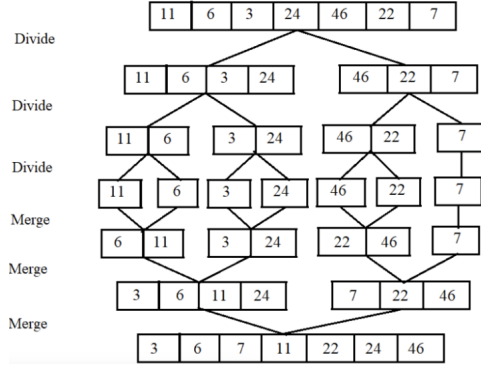 11 6 3 24 46 22 7
Divide
11 6 3 24 46 22 7
Divide
11 6 3 24 46 22 7
Divide
11 6 3 24 46 22 7
Merge
6 11 3 24 22 46 7
Merge
3 6 11 24 7 22 46
Merge
3 6 7 11 22 24 46